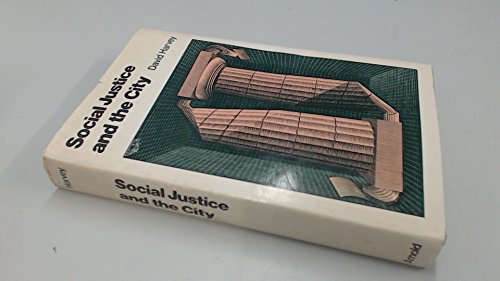 Social Justice
and the City
David Harvey
Harvey
Social Justice
and the City
Arnold